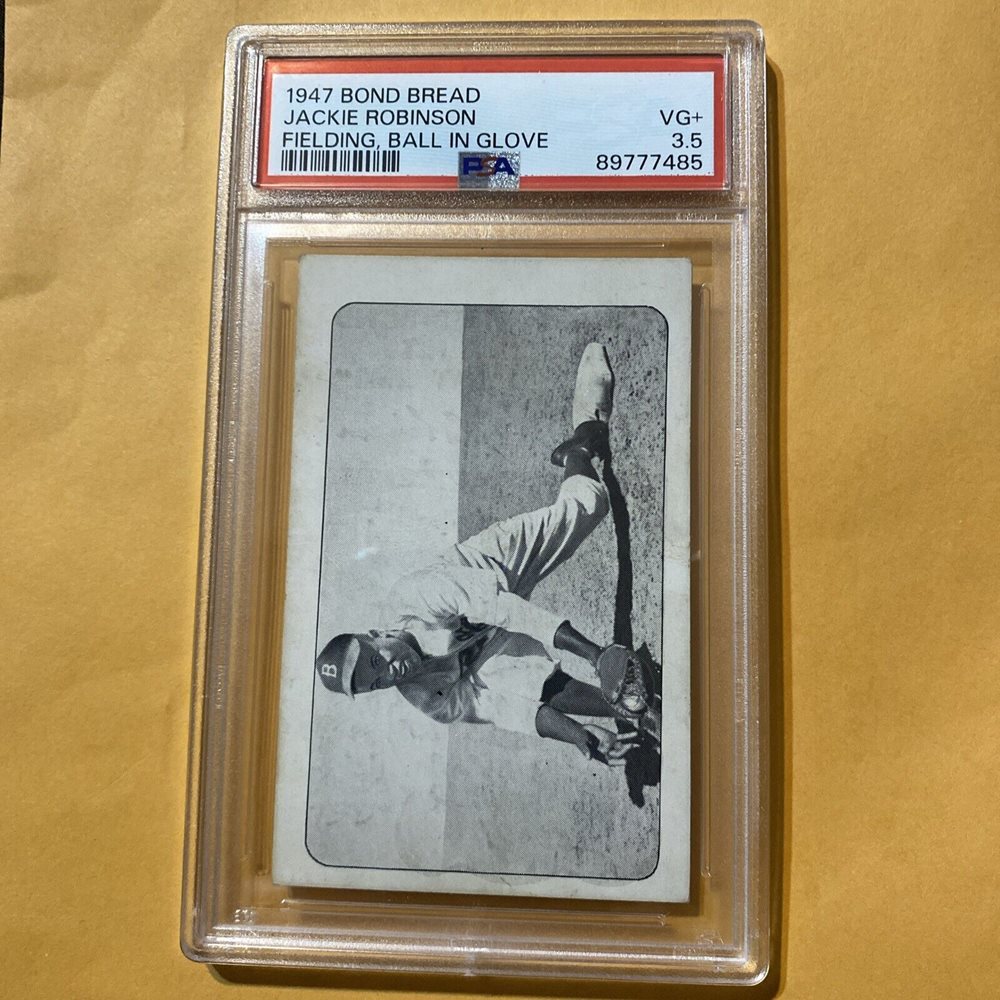 1947 BOND BREAD
JACKIE ROBINSON VG+
FIELDING, BALL IN GLOVE 3.5
PSA 89777485
B